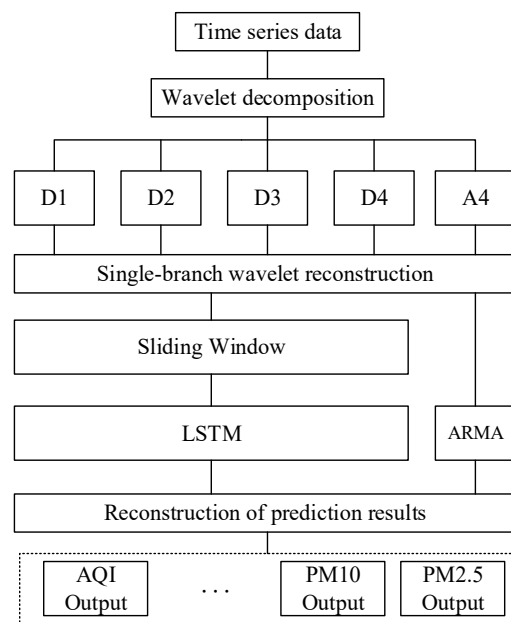 Time series data
Wavelet decomposition
D1
D2
D3
D4
A4
Single-branch wavelet reconstruction
Sliding Window
LSTM
ARMA
Reconstruction of prediction results
AQI
Output
...
PM10
Output
PM2.5
Output